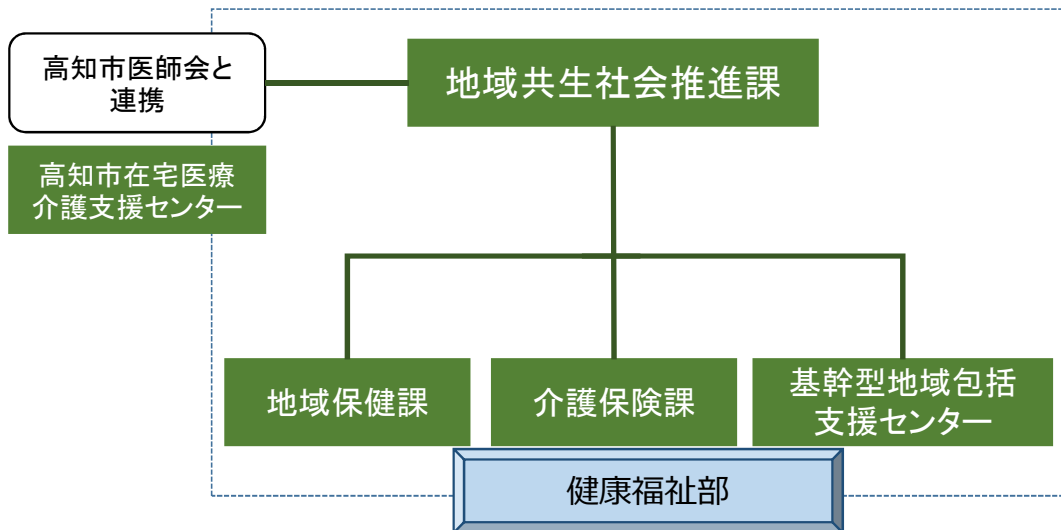 高知市医師会と
連携
地域共生社会推進課
高知市在宅医療
介護支援センター
地域保健課
介護保険課
基幹型地域包括
支援センター
健康福祉部